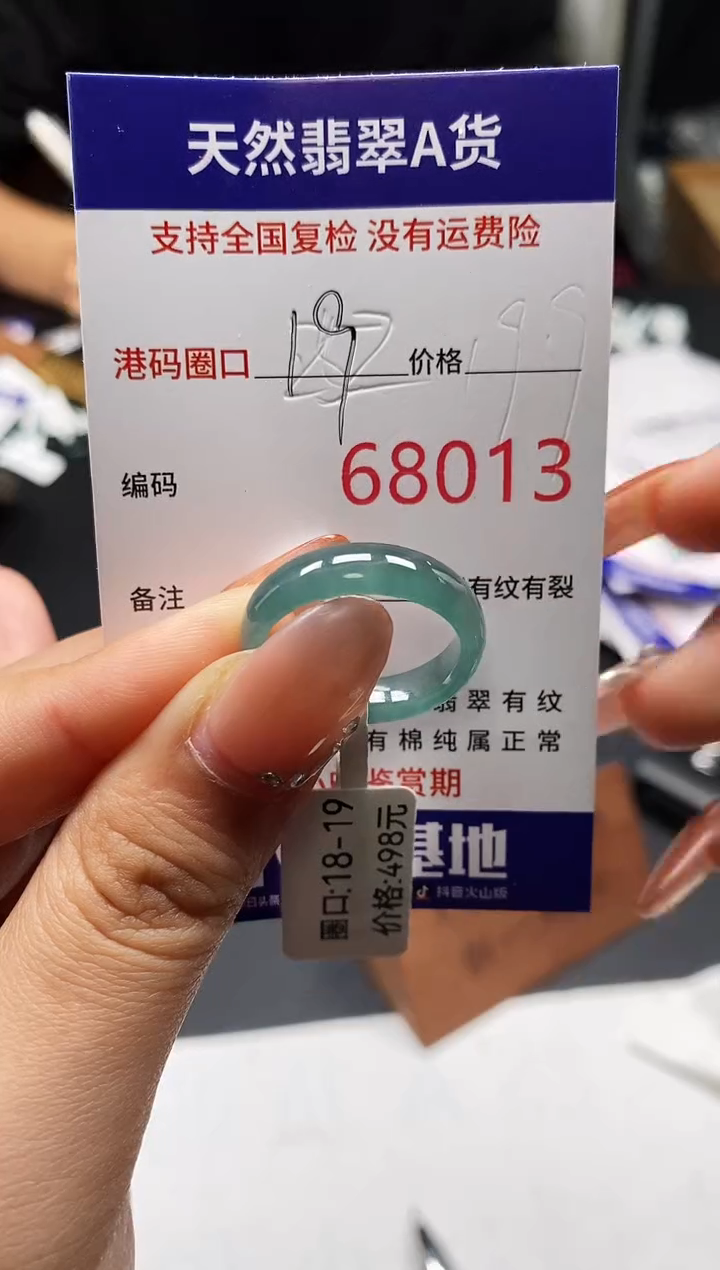 天然翡翠A货
支持全国复检 没有运费险
港码圈口 19 价格
编码 68013
备注 有纹有裂
翡翠有纹
有棉纯属正常
鉴赏期
基地
抖音火山版
圈口:18-19
价格:498元